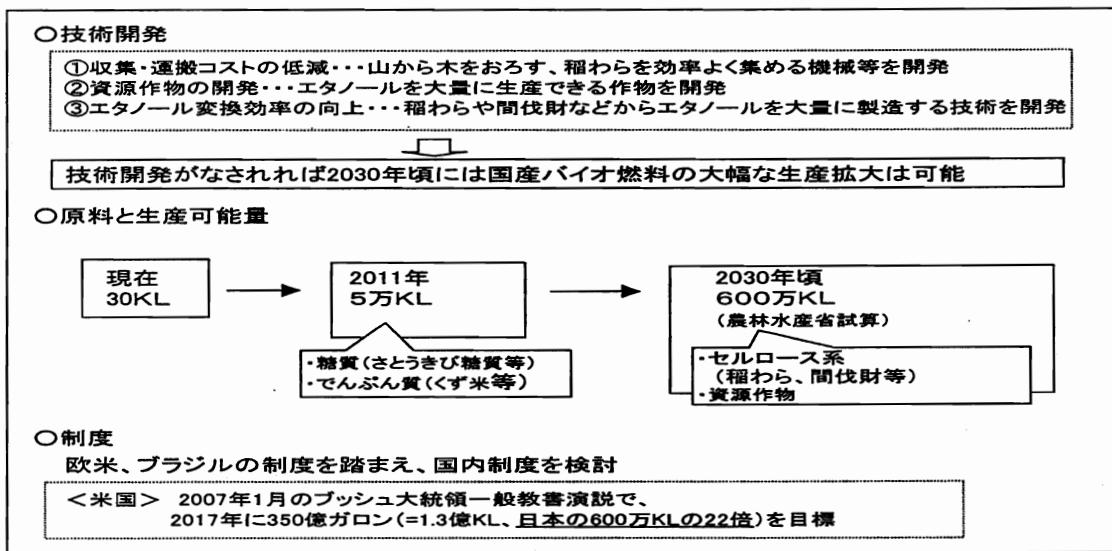 ○技術開発
①収集・運搬コストの低減・・・山から木をおろす、稲わらを効率よく集める機械等を開発
②資源作物の開発・・・エタノールを大量に生産できる作物を開発
③エタノール変換効率の向上・・・稲わらや間伐財などからエタノールを大量に製造する技術を開発
技術開発がなされれば2030年頃には国産バイオ燃料の大幅な生産拡大は可能
○原料と生産可能量
現在
30KL
2011年
5万KL
・糖質(さとうきび糖質等)
・でんぷん質(くず米等)
2030年頃
600万KL
(農林水産省試算)
・セルロース系
(稲わら、間伐財等)
・資源作物
○制度
欧米、ブラジルの制度を踏まえ、国内制度を検討
＜米国＞ 2007年1月のブッシュ大統領一般教書演説で、
2017年に350億ガロン(=1.3億KL、日本の600万KLの22倍)を目標